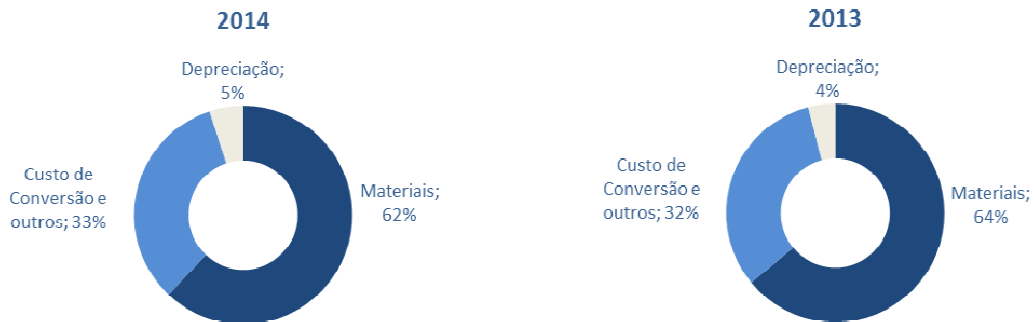 2014
Depreciação;
5%
Custo de
Conversão e
outros; 33%
Materiais;
62%
2013
Depreciação;
4%
Custo de
Conversão e
outros; 32%
Materiais;
64%